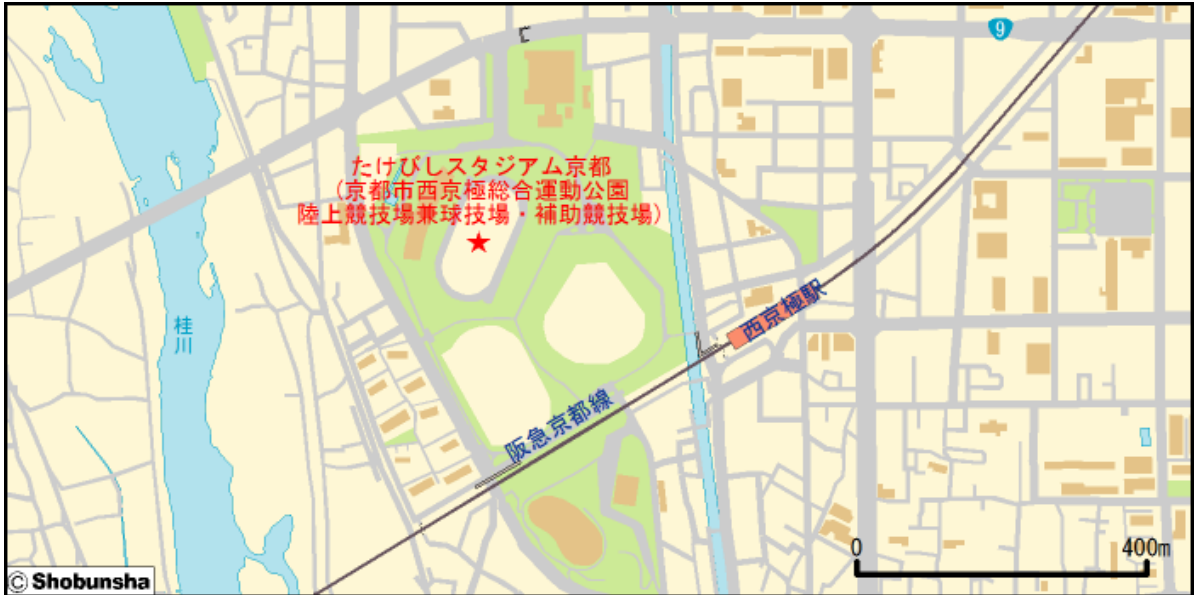 9
たけびしスタジアム京都
(京都市西京極総合運動公園
陸上競技場兼球技場・補助競技場)
★
西京極駅
桂川
阪急京都線
0 400m
© Shobunsha